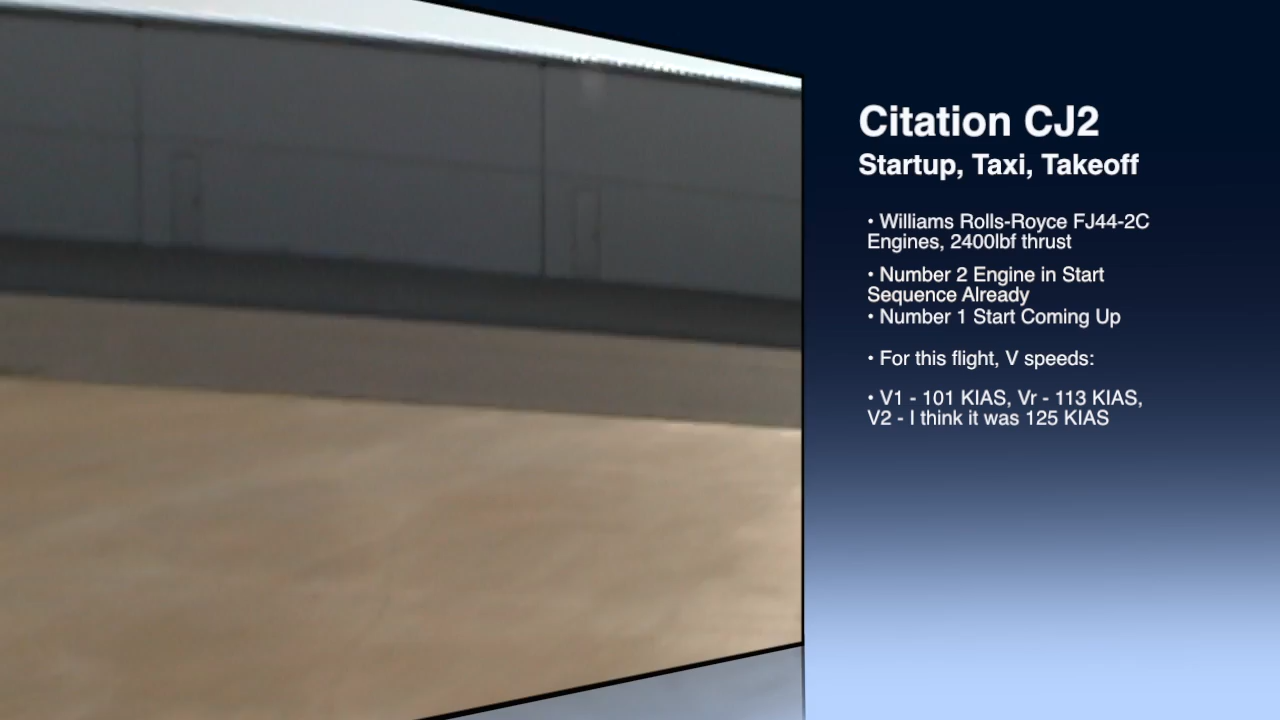 Citation CJ2
Startup, Taxi, Takeoff
• Williams Rolls-Royce FJ44-2C
Engines, 2400lbf thrust
• Number 2 Engine in Start
Sequence Already
• Number 1 Start Coming Up
• For this flight, V speeds:
• V1 - 101 KIAS, Vr - 113 KIAS,
V2 - I think it was 125 KIAS